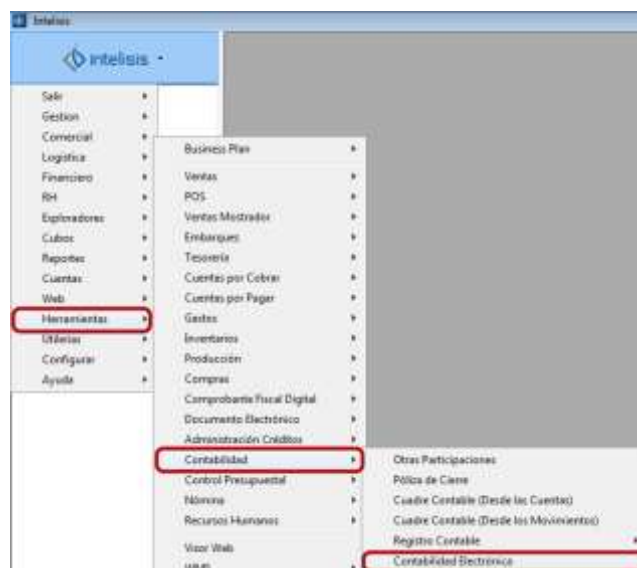 Intelisis
intelisis
Salir
Gestion
Comercial
Logística
Financiero
RH
Exploradores
Cubos
Reportes
Cuentas
Web
Herramientas
Utilerias
Configurar
Ayuda
Business Plan
Ventas
POS
Ventas Mostrador
Embarques
Tesorería
Cuentas por Cobrar
Cuentas por Pagar
Gastos
Inventarios
Producción
Compras
Comprobante Fiscal Digital
Documento Electrónico
Administración Créditos
Contabilidad
Control Presupuestal
Nómina
Recursos Humanos
Visor Web
WMS
Otras Participaciones
Póliza de Cierre
Cuadre Contable (Desde las Cuentas)
Cuadre Contable (Desde los Movimientos)
Registro Contable
Contabilidad Electrónica